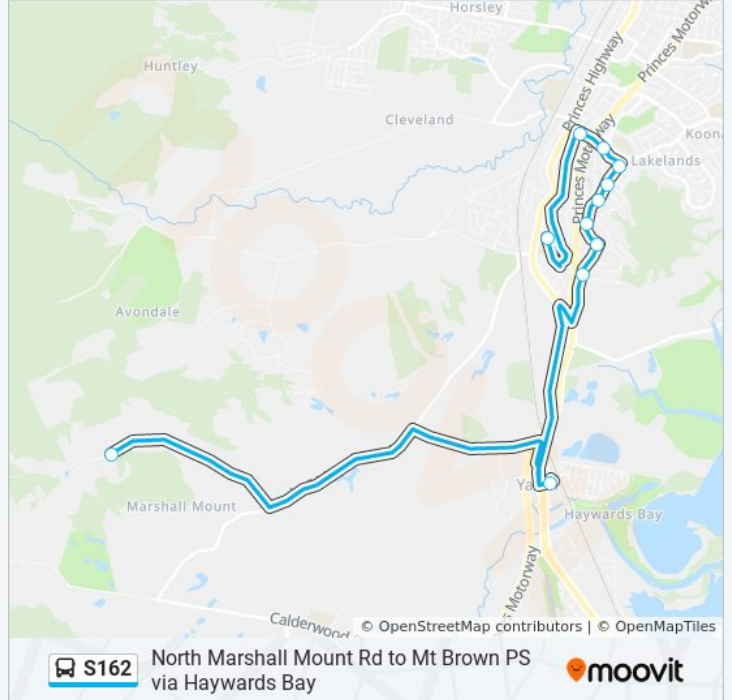 Horsley
Princes Motorw
Huntley
Princes Highway
Cleveland
Koona
Princes Motorway
Lakelands
Avondale
Marshall Mount
Haywards Bay
s Motorway
Calderwood
© OpenStreetMap contributors | © OpenMapTiles
S162
North Marshall Mount Rd to Mt Brown PS
via Haywards Bay
moovit